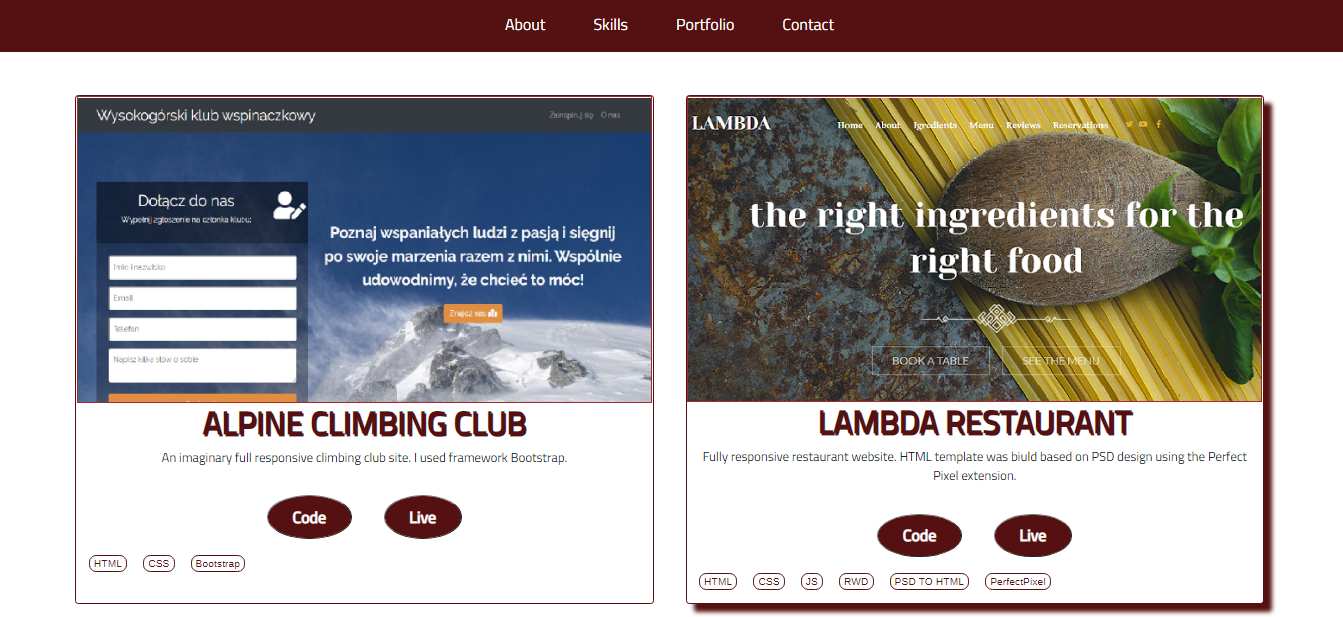 About Skills Portfolio Contact
Wysokogórski klub wspinaczkowy
Zainspiruj się O nas
Dołącz do nas
Wypełnij zgłoszenie na członka klubu:
Imię i nazwisko
Email
Telefon
Napisz kilka słów o sobie
Poznaj wspaniałych ludzi z pasją i sięgnij
po swoje marzenia razem z nimi. Wspólnie
udowodnimy, że chcieć to móc!
Znajdź nas
ALPINE CLIMBING CLUB
An imaginary full responsive climbing club site. I used framework Bootstrap.
Code Live
HTML CSS Bootstrap
LAMBDA
Home About Igredients Menu Reviews Reservations
the right ingredients for the
right food
BOOK A TABLE SEE THE MENU
LAMBDA RESTAURANT
Fully responsive restaurant website. HTML template was biuld based on PSD design using the Perfect
Pixel extension.
Code Live
HTML CSS JS RWD PSD TO HTML PerfectPixel